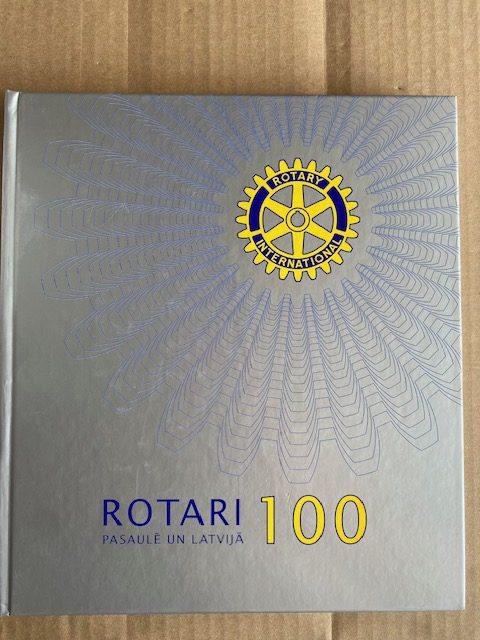 ROTARY
INTERNATIONAL
ROTARI 100
PASAULĒ UN LATVIJĀ